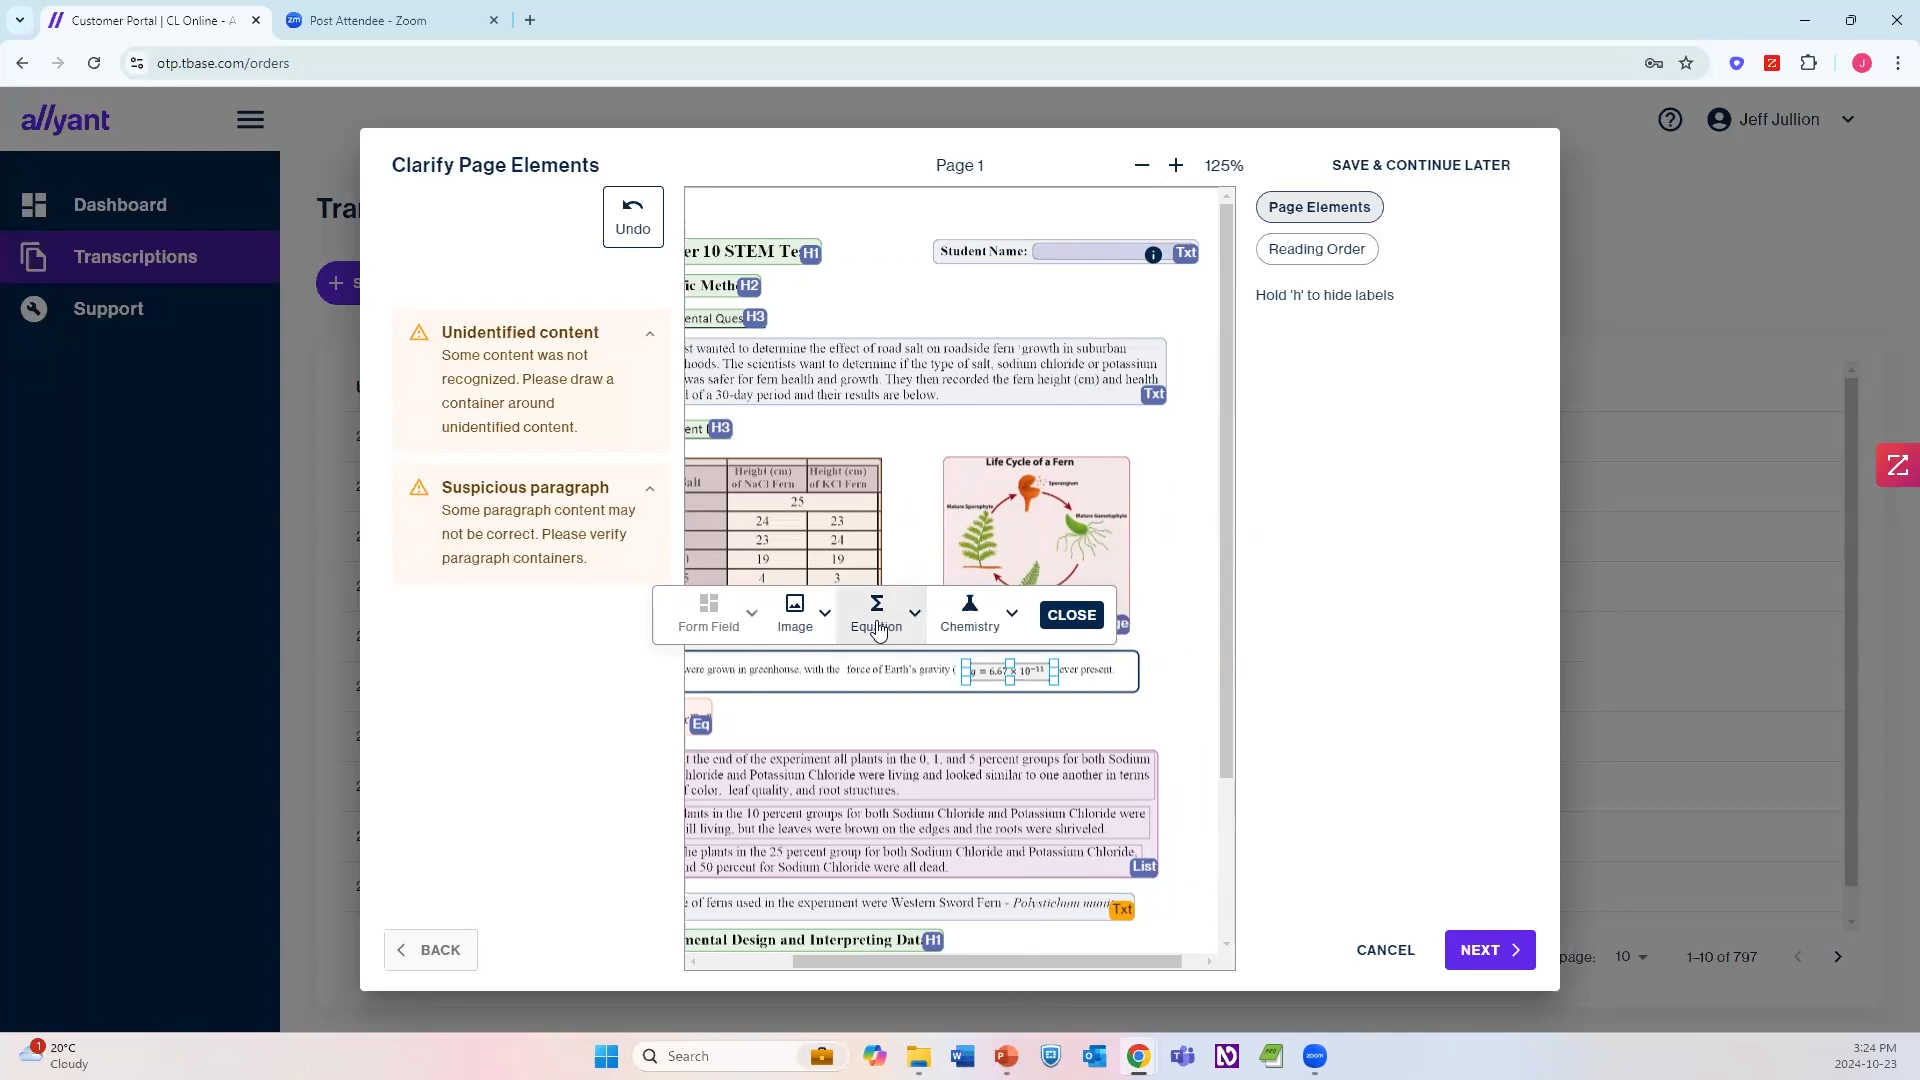 Customer Portal | CL Online - A
Post Attendee - Zoom
otp.tbase.com/orders
J
allyant
Jeff Jullion
Dashboard
Transcriptions
Support
Tra
Clarify Page Elements
Page 1
125%
SAVE & CONTINUE LATER
Undo
Page Elements
Reading Order
Hold 'h' to hide labels
Unidentified content
Some content was not
recognized. Please draw a
container around
unidentified content.
Suspicious paragraph
Some paragraph content may
not be correct. Please verify
paragraph containers.
er 10 STEM Te H1
Student Name: Txt
ic Meth H2
ental Ques H3
st wanted to determine the effect of road salt on roadside fern growth in suburban
hoods. The scientists want to determine if the type of salt, sodium chloride or potassium
was safer for fern health and growth. They then recorded the fern height (cm) and health
l of a 30-day period and their results are below. Txt
ent H3
alt Height (cm) of NaCl Fern Height (cm) of KCl Fern
25
24 23
23 24
19 19
4 3
Life Cycle of a Fern
Sporangium
Mature Sporophyte
Mature Gametophyte
Form Field
Image
Equation
Chemistry
CLOSE
were grown in greenhouse, with the force of Earth's gravity ( g = 6.67 × 10⁻¹¹ ever present.
Eq
t the end of the experiment all plants in the 0, 1, and 5 percent groups for both Sodium
hloride and Potassium Chloride were living and looked similar to one another in terms
f color, leaf quality, and root structures.
lants in the 10 percent groups for both Sodium Chloride and Potassium Chloride were
ill living, but the leaves were brown on the edges and the roots were shriveled.
he plants in the 25 percent group for both Sodium Chloride and Potassium Chloride,
nd 50 percent for Sodium Chloride were all dead. List
e of ferns used in the experiment were Western Sword Fern - Polystichum muni Txt
mental Design and Interpreting Dat H1
BACK
CANCEL
NEXT
page: 10 1–10 of 797
1
20°C
Cloudy
Search
3:24 PM
2024-10-23